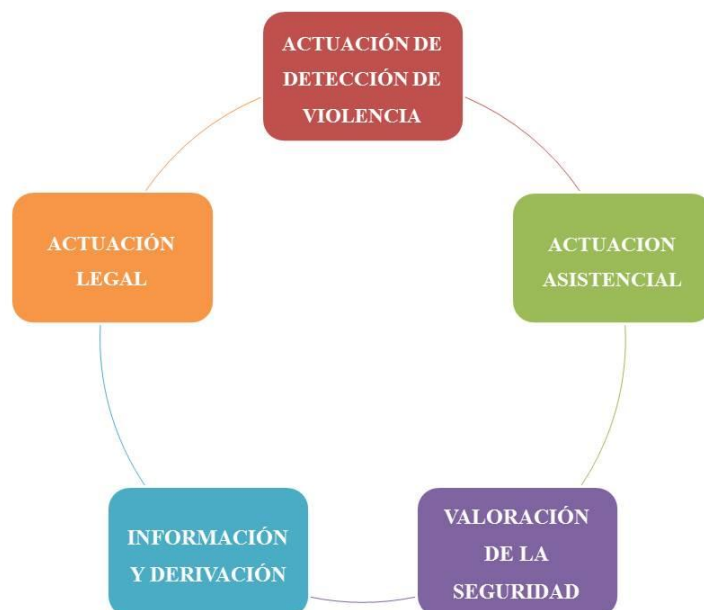 ACTUACIÓN DE
DETECCIÓN DE
VIOLENCIA
ACTUACION
ASISTENCIAL
VALORACIÓN
DE LA
SEGURIDAD
INFORMACIÓN
Y DERIVACIÓN
ACTUACIÓN
LEGAL